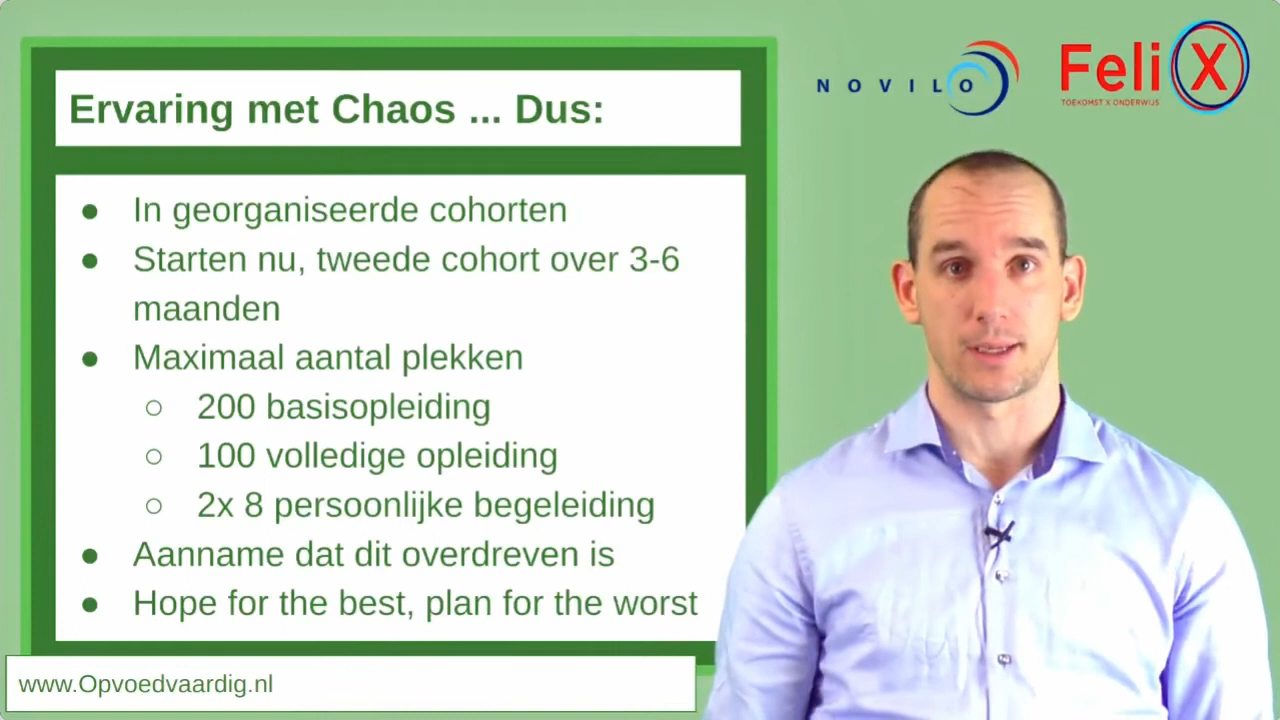 Ervaring met Chaos ... Dus:
NOVILO
FeliX
TOEKOMST X ONDERWIJS
● In georganiseerde cohorten
● Starten nu, tweede cohort over 3-6
maanden
● Maximaal aantal plekken
○ 200 basisopleiding
○ 100 volledige opleiding
○ 2x 8 persoonlijke begeleiding
● Aanname dat dit overdreven is
● Hope for the best, plan for the worst
www.Opvoedvaardig.nl